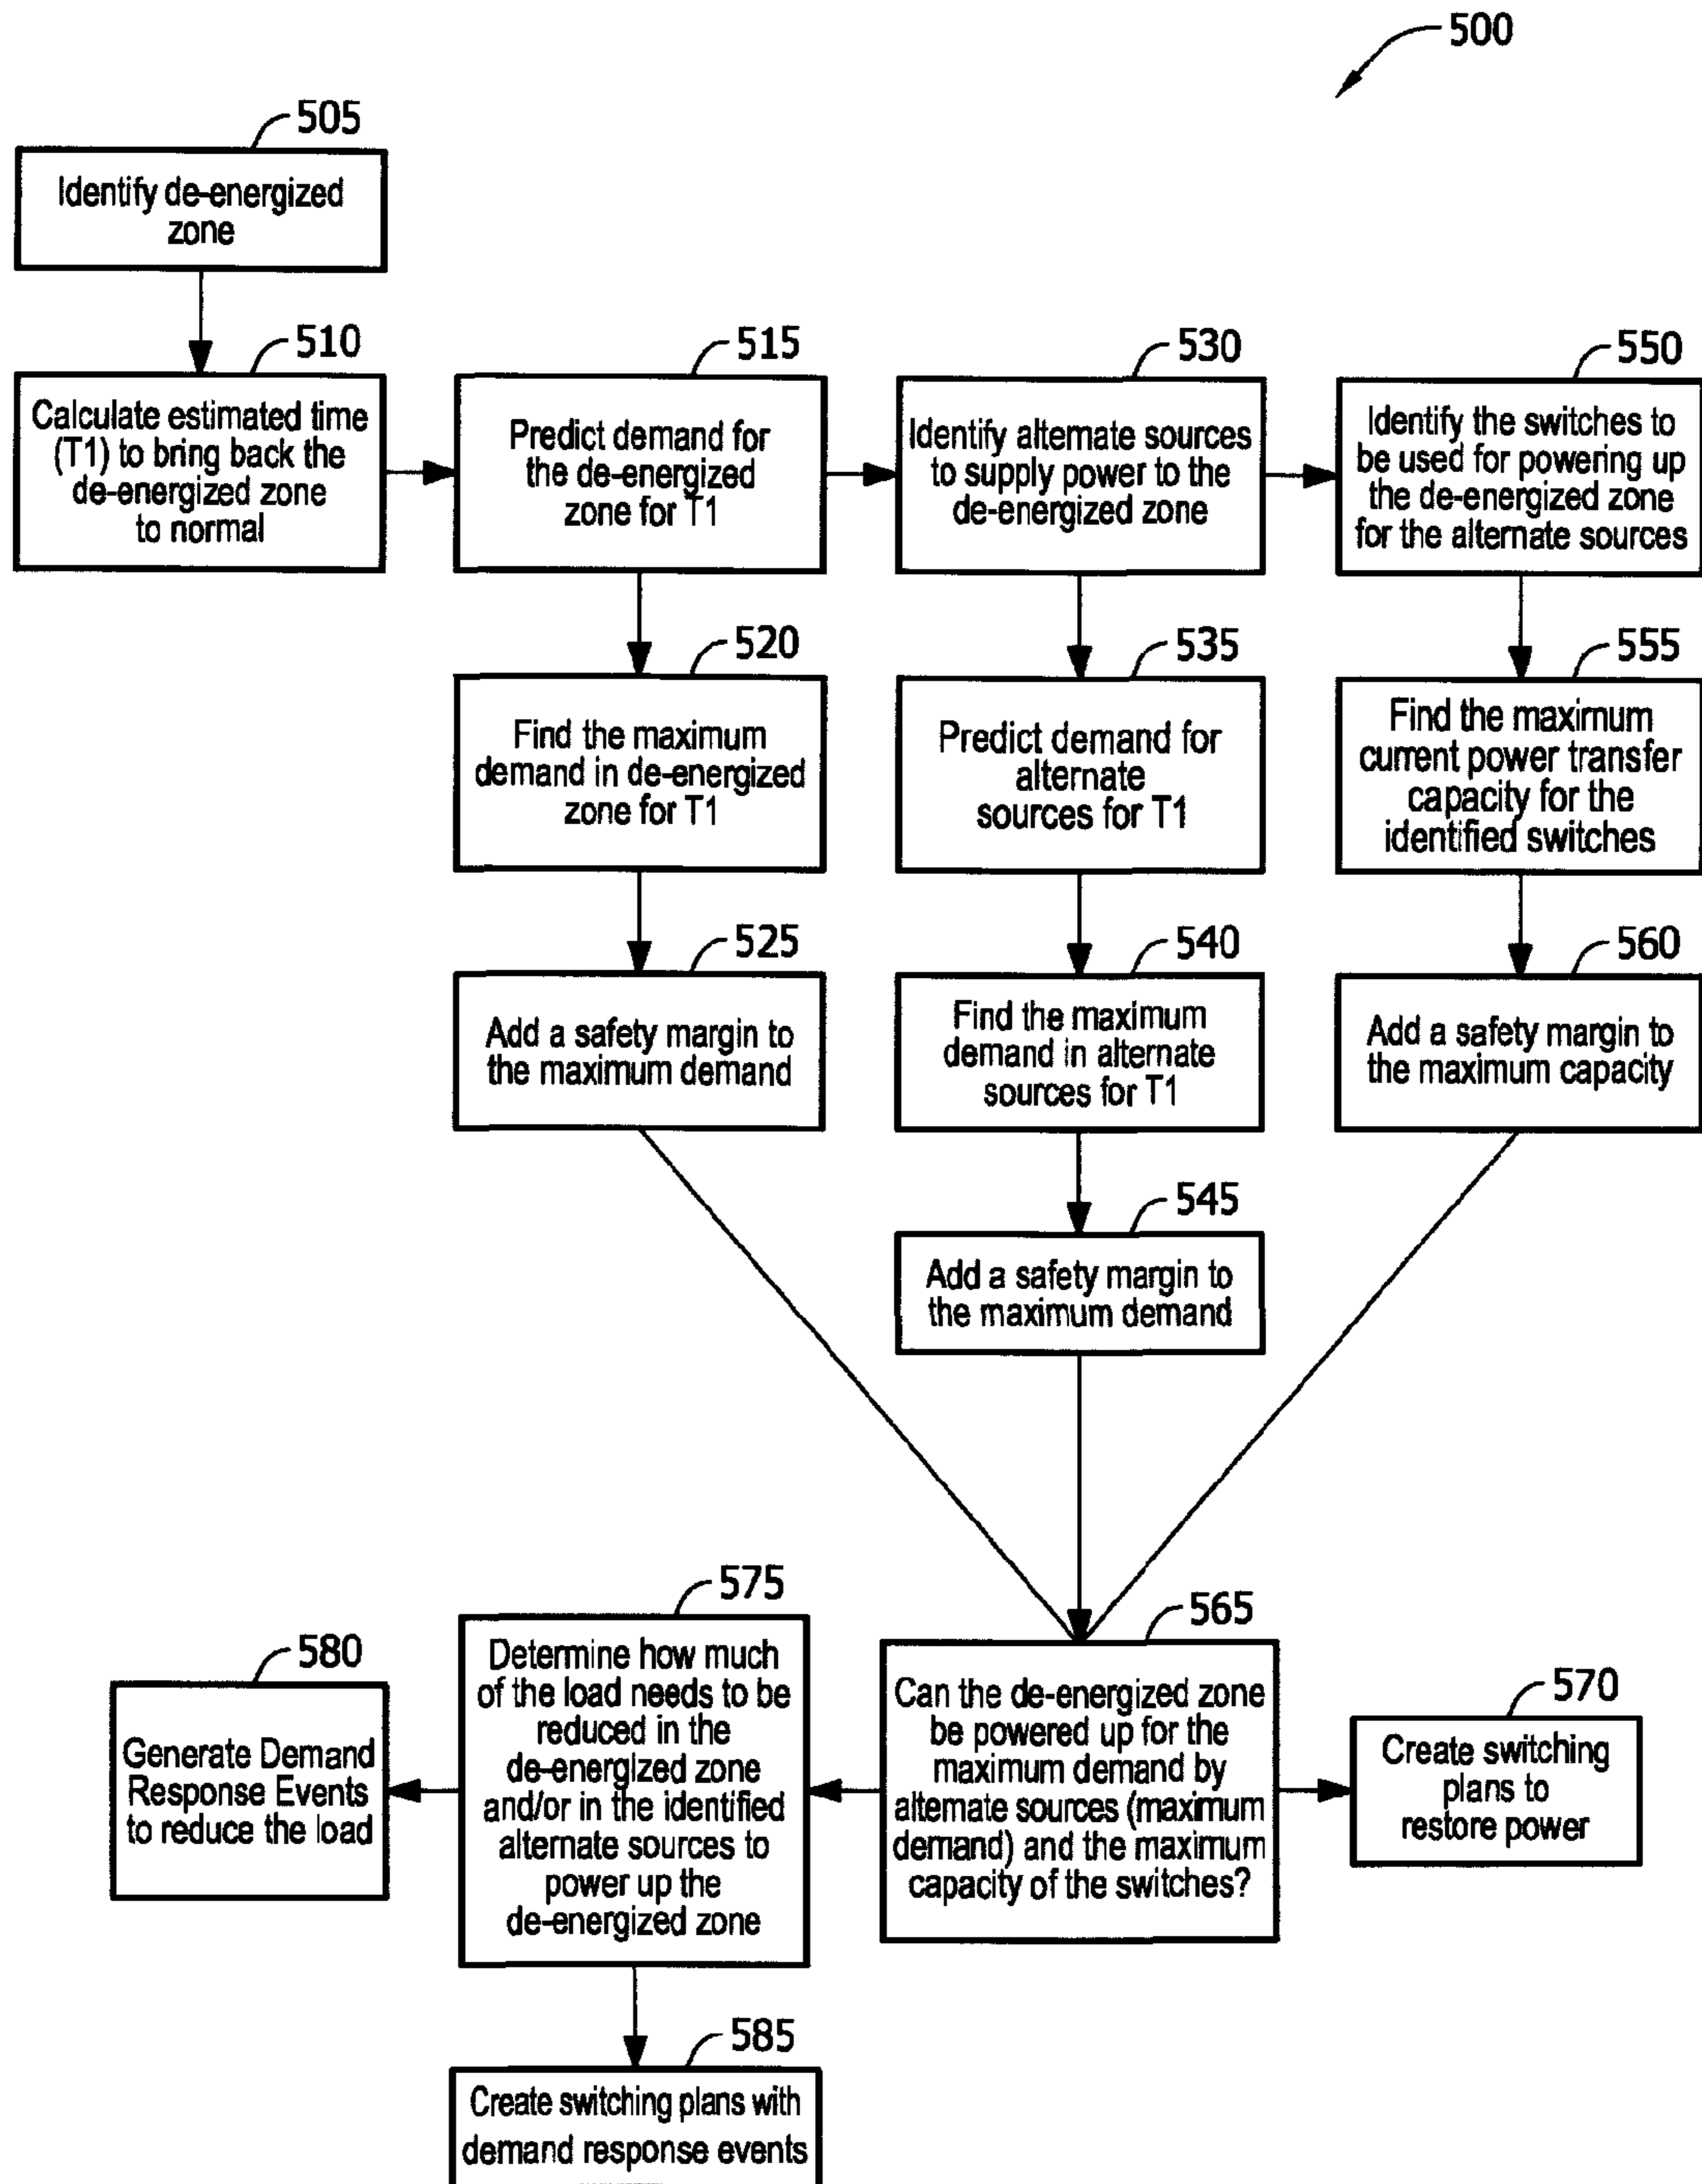 500
505
Identify de-energized
zone
510
Calculate estimated time
(T1) to bring back the
de-energized zone
to normal
515
Predict demand for
the de-energized
zone for T1
530
Identify alternate sources
to supply power to the
de-energized zone
550
Identify the switches to
be used for powering up
the de-energized zone
for the alternate sources
520
Find the maximum
demand in de-energized
zone for T1
535
Predict demand for
alternate
sources for T1
555
Find the maximum
current power transfer
capacity for the
identified switches
525
Add a safety margin to
the maximum demand
540
Find the maximum
demand in alternate
sources for T1
560
Add a safety margin to
the maximum capacity
545
Add a safety margin to
the maximum demand
580
Generate Demand
Response Events
to reduce the load
575
Determine how much
of the load needs to be
reduced in the
de-energized zone
and/or in the identified
alternate sources to
power up the
de-energized zone
565
Can the de-energized zone
be powered up for the
maximum demand by
alternate sources (maximum
demand) and the maximum
capacity of the switches?
570
Create switching
plans to
restore power
585
Create switching plans with
demand response events